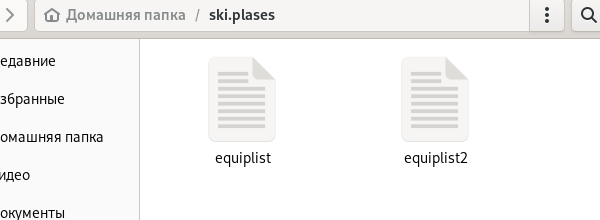 Домашняя папка / ski.plases
едавние
збранные
омашняя папка
идео
окументы
equiplist
equiplist2